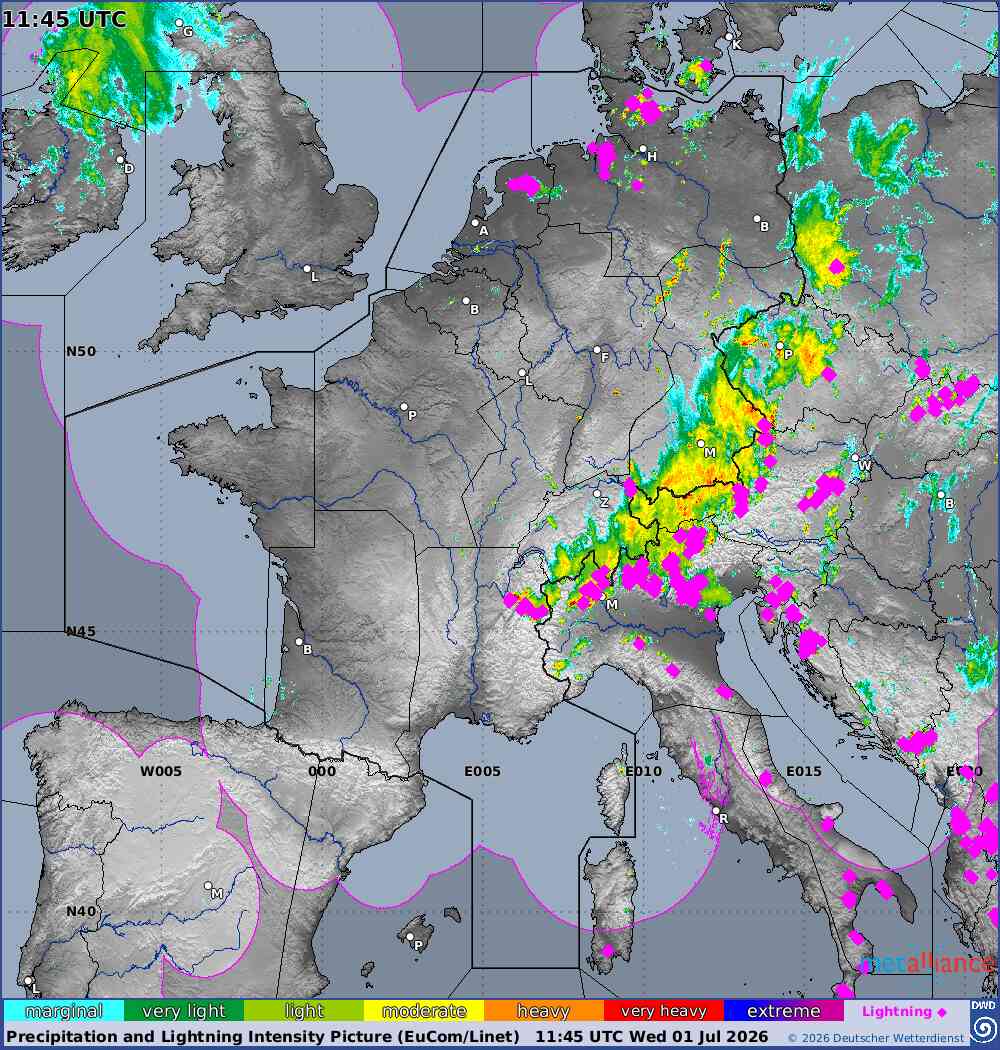 11:45 UTC
G
K
D
H
A
B
L
B
N50
F
P
L
P
M
W
Z
B
M
N45
B
W005
000
E005
E010
E015
E020
R
M
N40
P
L
metalliance
marginal
very light
light
moderate
heavy
very heavy
extreme
Lightning
DWD
Precipitation and Lightning Intensity Picture (EuCom/Linet) 11:45 UTC Wed 01 Jul 2026
© 2026 Deutscher Wetterdienst